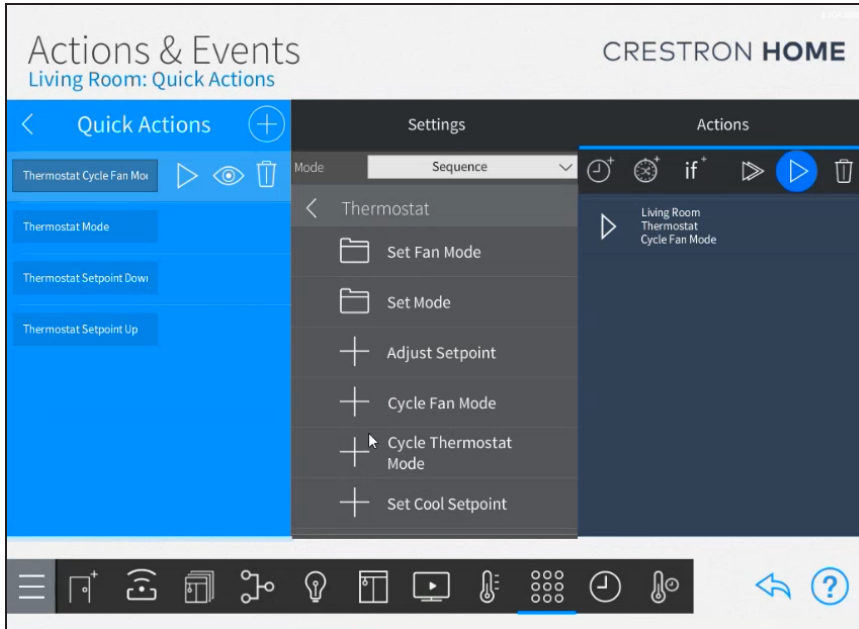 Actions & Events
CRESTRON HOME
Living Room: Quick Actions
Quick Actions
Settings
Actions
Thermostat Cycle Fan Mo
Mode
Sequence
if+
Thermostat
Living Room
Thermostat
Cycle Fan Mode
Thermostat Mode
Set Fan Mode
Thermostat Setpoint Dow
Set Mode
Thermostat Setpoint Up
Adjust Setpoint
Cycle Fan Mode
Cycle Thermostat
Mode
Set Cool Setpoint
?